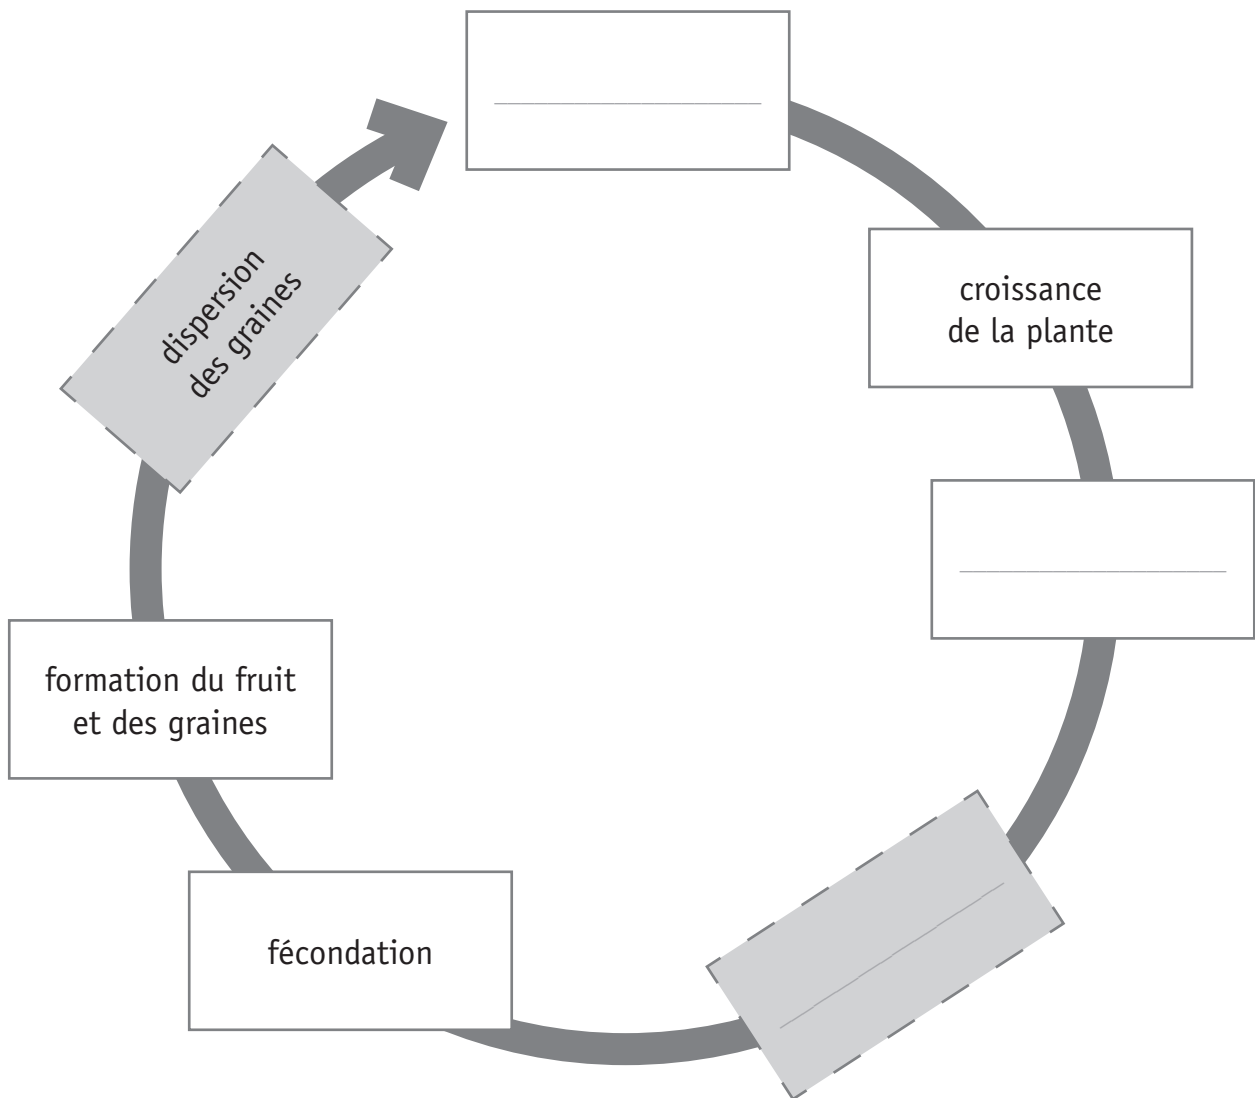 croissance
de la plante
dispersion
des graines
formation du fruit
et des graines
fécondation